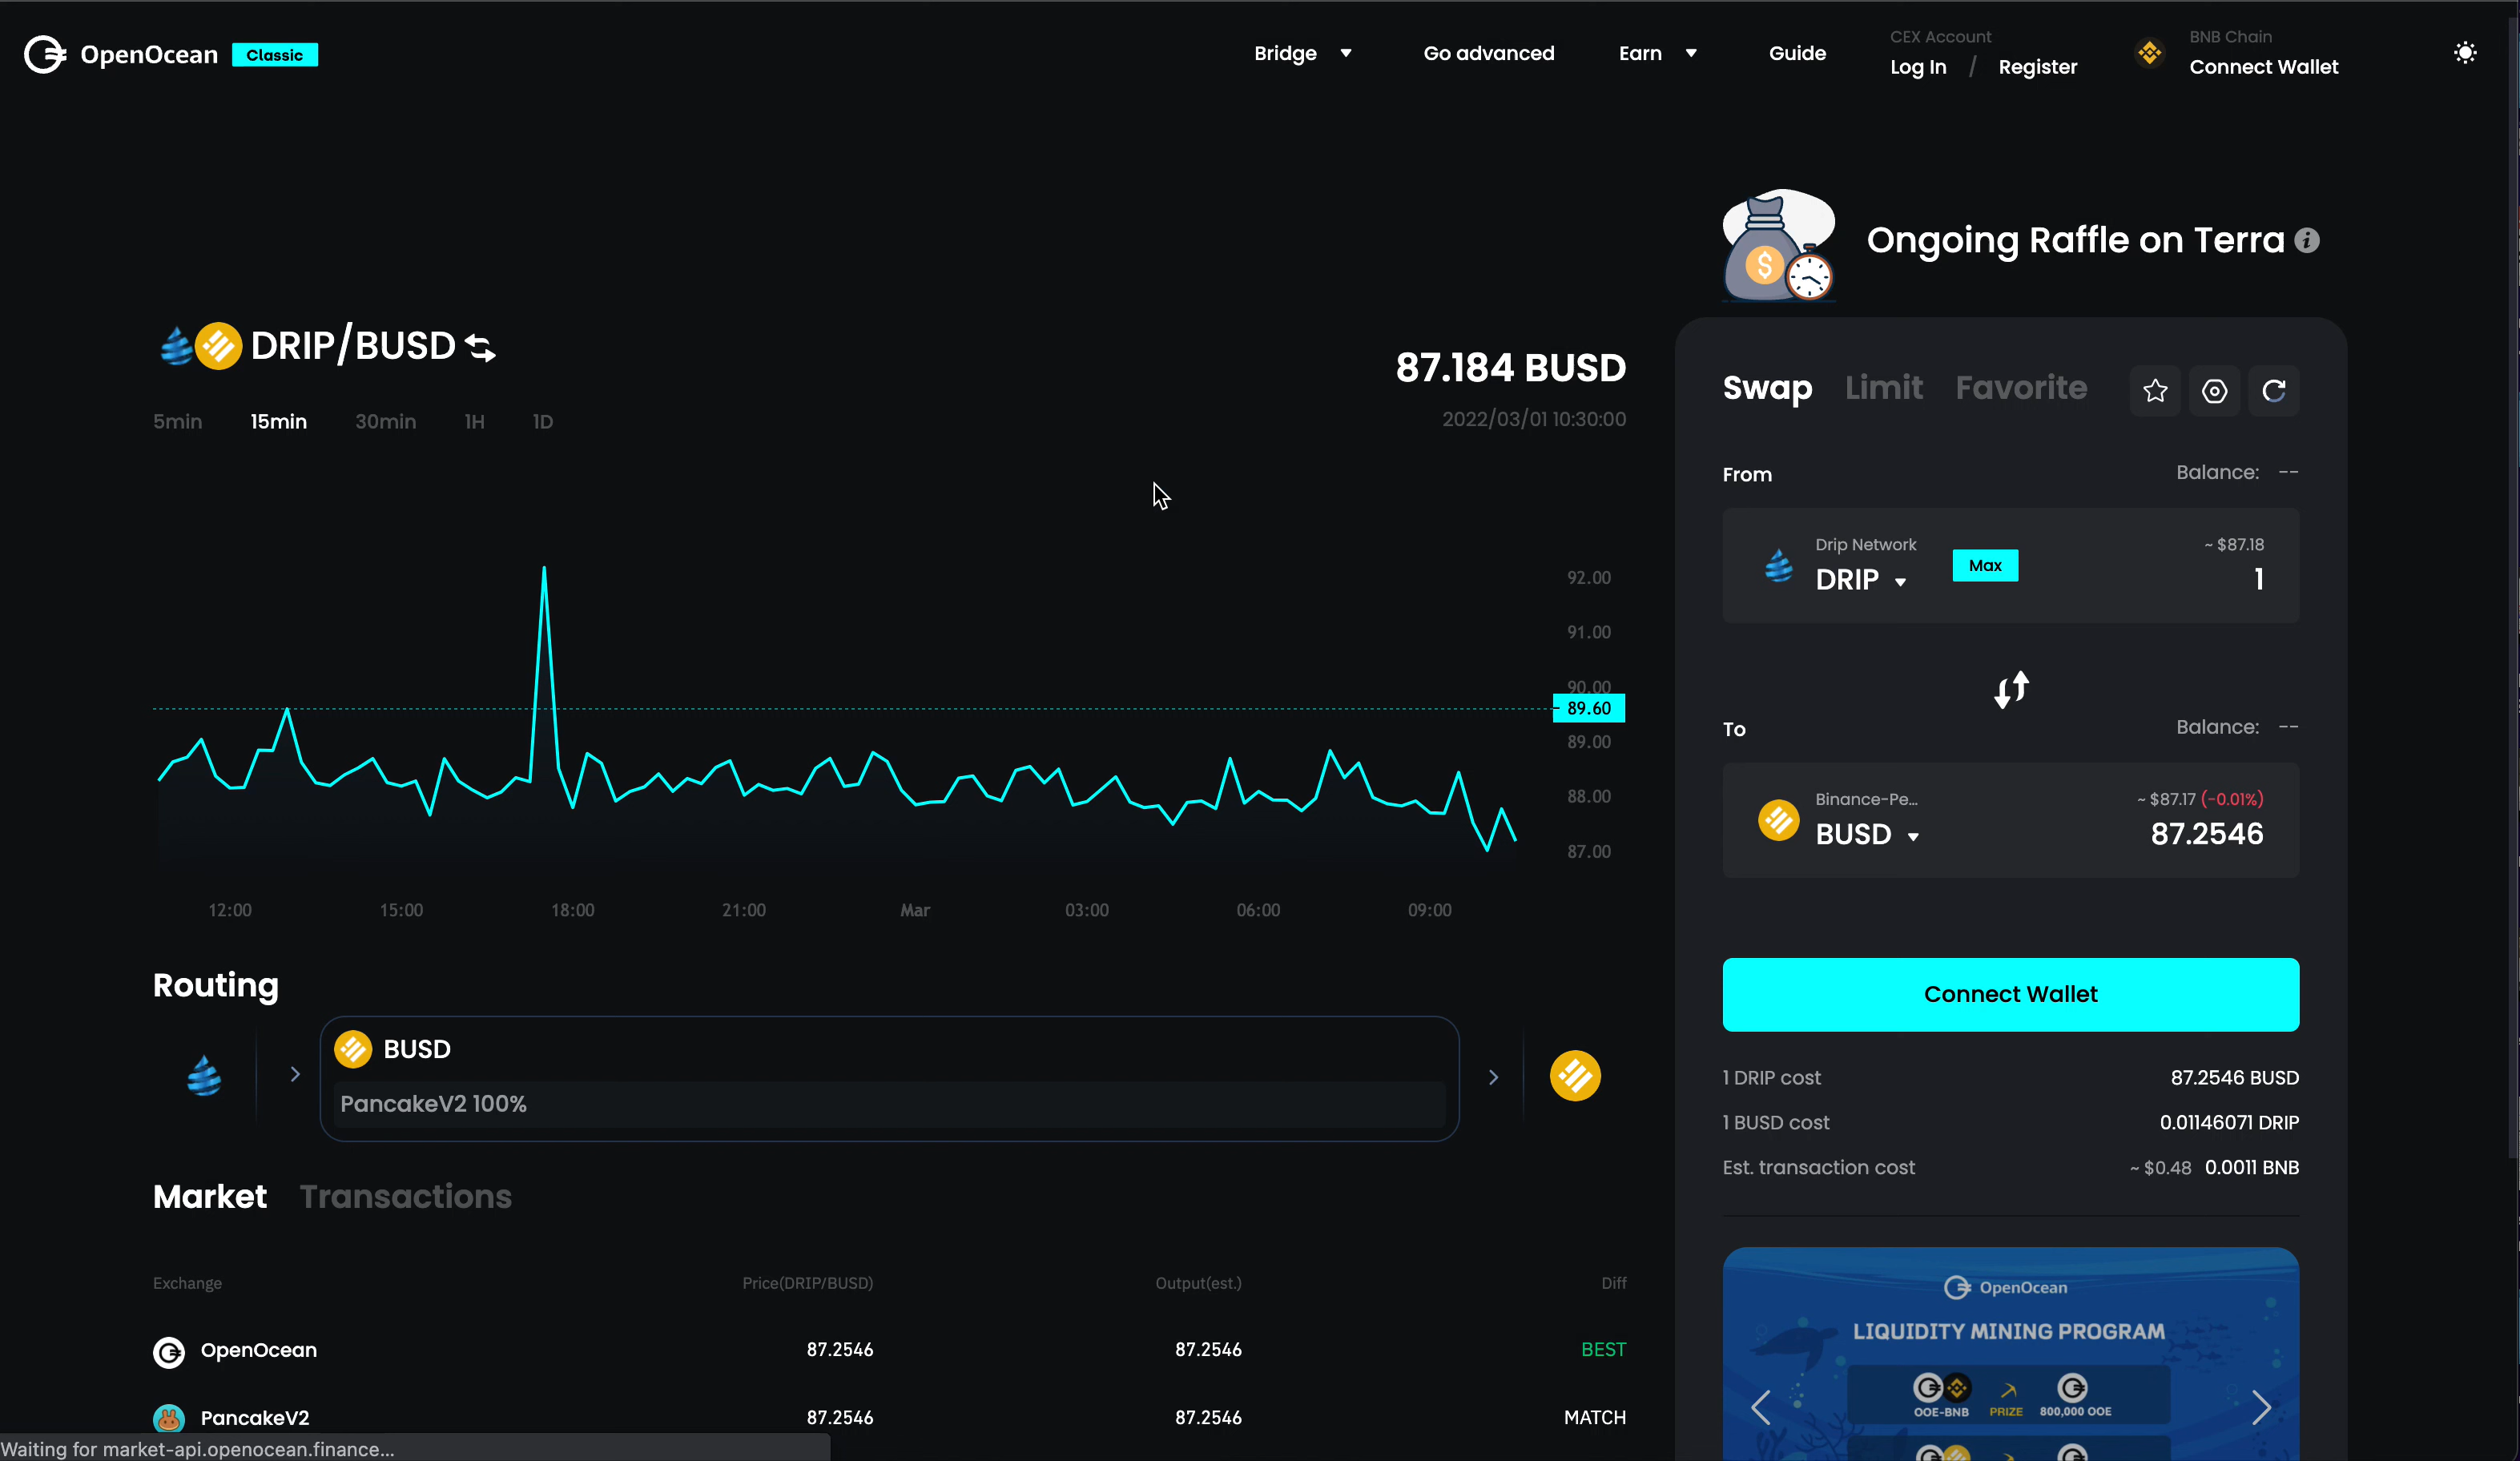 OpenOcean Classic
Bridge Go advanced Earn Guide
CEX Account
Log In / Register
BNB Chain
Connect Wallet
Ongoing Raffle on Terra
DRIP/BUSD
87.184 BUSD
2022/03/01 10:30:00
5min 15min 30min 1H 1D
92.00
91.00
90.00
89.60
89.00
88.00
87.00
12:00 15:00 18:00 21:00 Mar 03:00 06:00 09:00
Routing
BUSD
PancakeV2 100%
Market Transactions
Exchange Price(DRIP/BUSD) Output(est.) Diff
OpenOcean 87.2546 87.2546 BEST
PancakeV2 87.2546 87.2546 MATCH
Waiting for market-api.openocean.finance...
Swap Limit Favorite
From Balance: --
Drip Network ~ $87.18
DRIP Max 1
To Balance: --
Binance-Pe... ~ $87.17 (-0.01%)
BUSD 87.2546
Connect Wallet
1 DRIP cost 87.2546 BUSD
1 BUSD cost 0.01146071 DRIP
Est. transaction cost ~ $0.48 0.0011 BNB
OpenOcean
LIQUIDITY MINING PROGRAM
OOE-BNB PRIZE 800,000 OOE